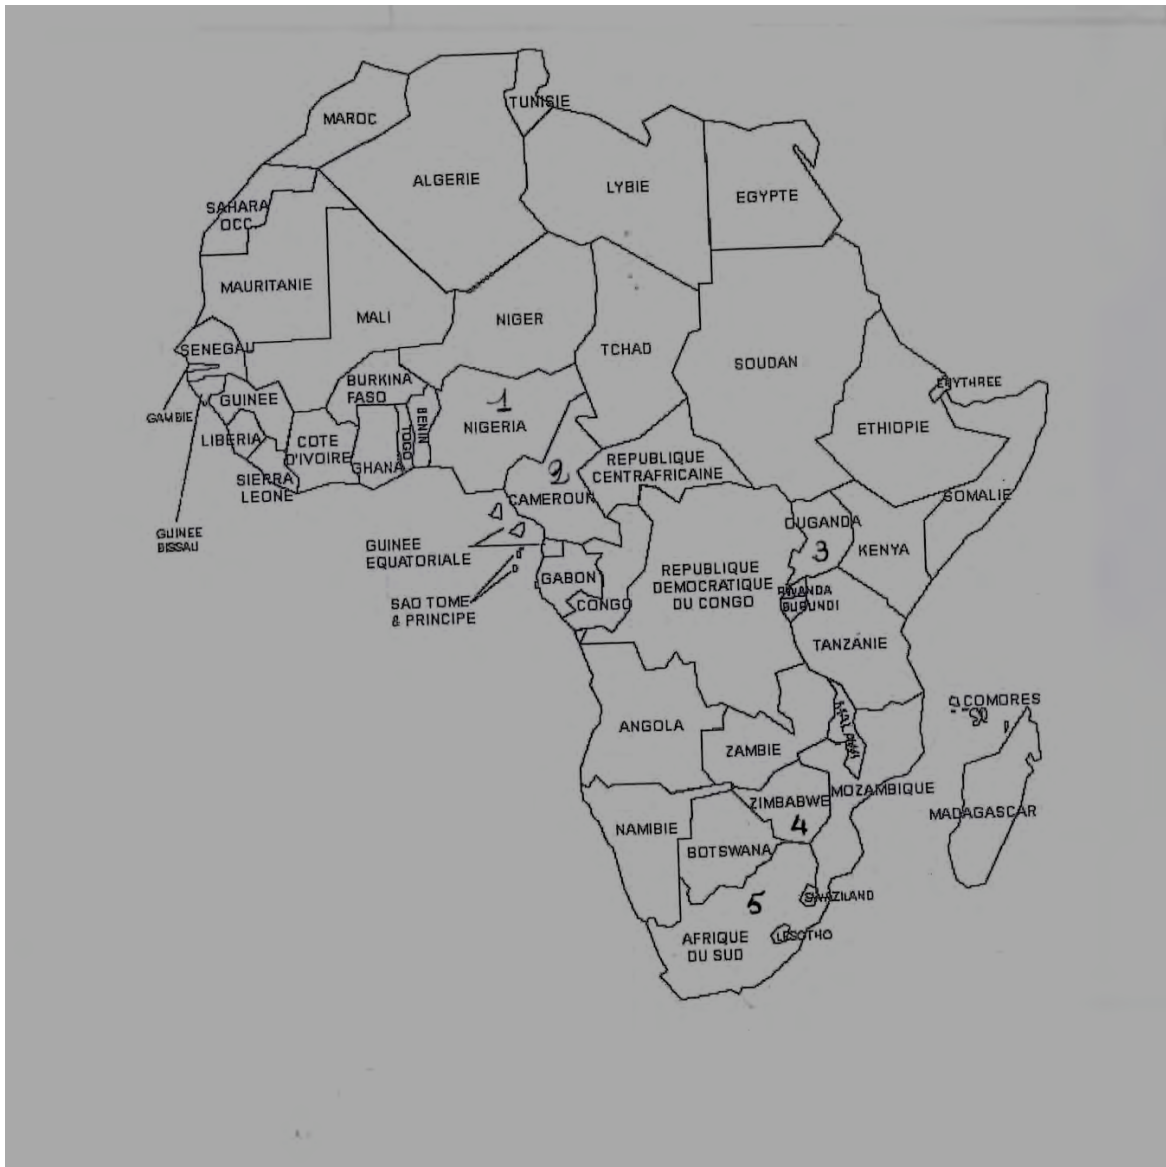 TUNISIE
MAROC
ALGERIE
LYBIE
EGYPTE
SAHARA
OCC.
MAURITANIE
MALI
NIGER
TCHAD
SOUDAN
SENEGAL
ERYTHREE
BURKINA
FASO
GUINEE
GAMBIE
1
NIGERIA
BENIN
TOGO
ETHIOPIE
LIBERIA
COTE
D'IVOIRE
GHANA
REPUBLIQUE
CENTRAFRICAINE
2
CAMEROUN
SIERRA
LEONE
SOMALIE
OUGANDA
3
KENYA
GUINEE
BISSAU
GUINEE
EQUATORIALE
GABON
REPUBLIQUE
DEMOCRATIQUE
DU CONGO
RWANDA
BURUNDI
CONGO
SAO TOME
& PRINCIPE
TANZANIE
COMORES
ANGOLA
MALAWI
ZAMBIE
MOZAMBIQUE
ZIMBABWE
4
MADAGASCAR
NAMIBIE
BOTSWANA
SWAZILAND
5
LESOTHO
AFRIQUE
DU SUD